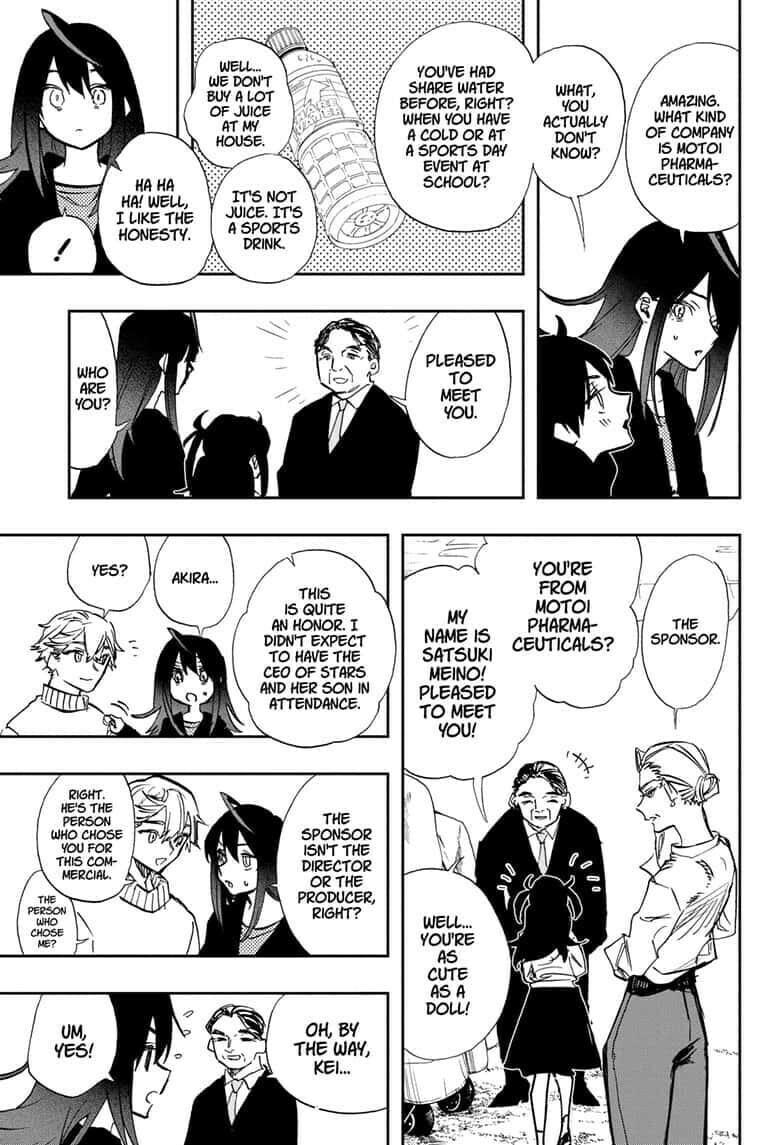 AMAZING.
WHAT KIND
OF COMPANY
IS MOTOI
PHARMA-
CEUTICALS?
WHAT,
YOU
ACTUALLY
DON'T
KNOW?
YOU'VE HAD
SHARE WATER
BEFORE, RIGHT?
WHEN YOU HAVE
A COLD OR AT
A SPORTS DAY
EVENT AT
SCHOOL?
WELL...
WE DON'T
BUY A LOT
OF JUICE
AT MY
HOUSE.
IT'S NOT
JUICE. IT'S
A SPORTS
DRINK.
HA HA
HA! WELL,
I LIKE THE
HONESTY.
!
PLEASED
TO
MEET
YOU.
WHO
ARE
YOU?
THE
SPONSOR.
YOU'RE
FROM
MOTOI
PHARMA-
CEUTICALS?
MY
NAME IS
SATSUKI
MEINO!
PLEASED
TO MEET
YOU!
WELL...
YOU'RE
AS
CUTE
AS A
DOLL!
THIS
IS QUITE
AN HONOR. I
DIDN'T EXPECT
TO HAVE THE
CEO OF STARS
AND HER SON IN
ATTENDANCE.
AKIRA...
YES?
THE
SPONSOR
ISN'T THE
DIRECTOR
OR THE
PRODUCER,
RIGHT?
RIGHT.
HE'S THE
PERSON
WHO CHOSE
YOU FOR
THIS COM-
MERCIAL.
THE
PERSON
WHO
CHOSE
ME?
OH, BY
THE WAY,
KEI...
UM,
YES!